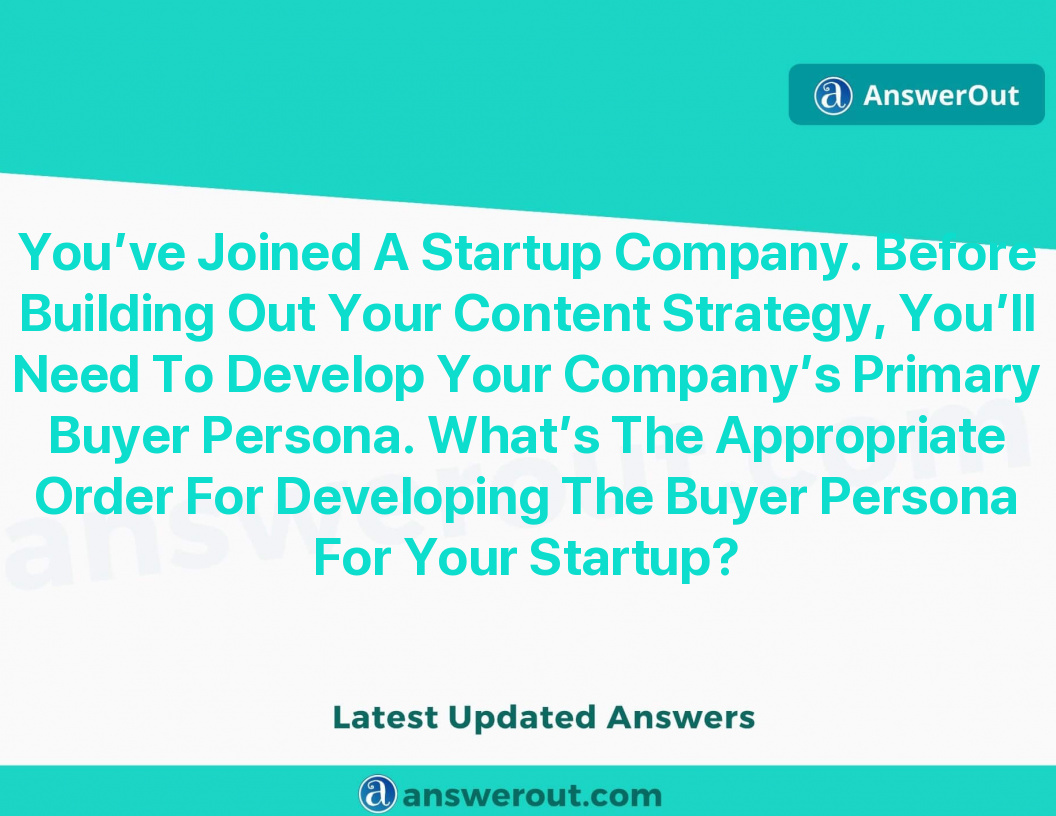 AnswerOut
You’ve Joined A Startup Company. Before
Building Out Your Content Strategy, You’ll
Need To Develop Your Company’s Primary
Buyer Persona. What’s The Appropriate
Order For Developing The Buyer Persona
For Your Startup?
answerout.com
Latest Updated Answers
answerout.com